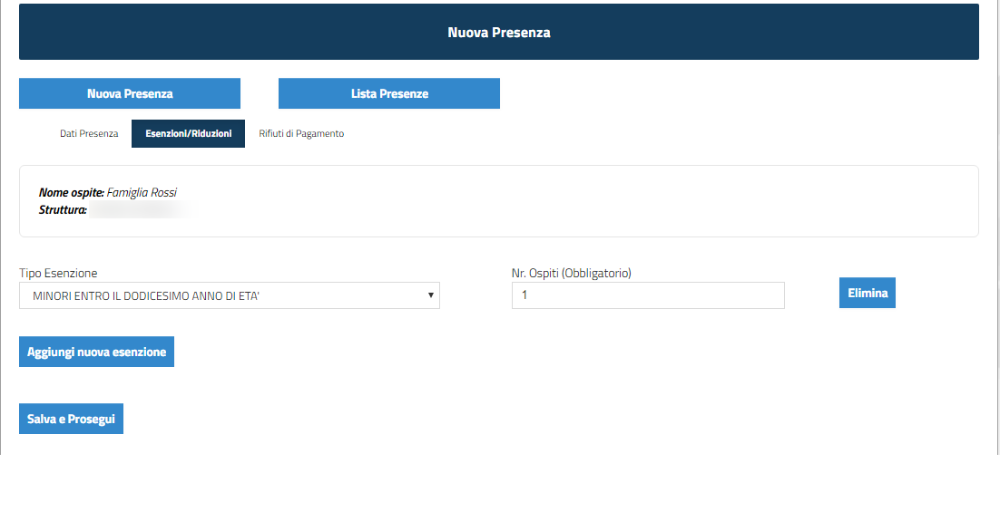 Nuova Presenza
Nuova Presenza Lista Presenze
Dati Presenza Esenzioni/Riduzioni Rifiuti di Pagamento
Nome ospite: Famiglia Rossi
Struttura:
Tipo Esenzione Nr. Ospiti (Obbligatorio)
MINORI ENTRO IL DODICESIMO ANNO DI ETA' 1 Elimina
Aggiungi nuova esenzione
Salva e Prosegui